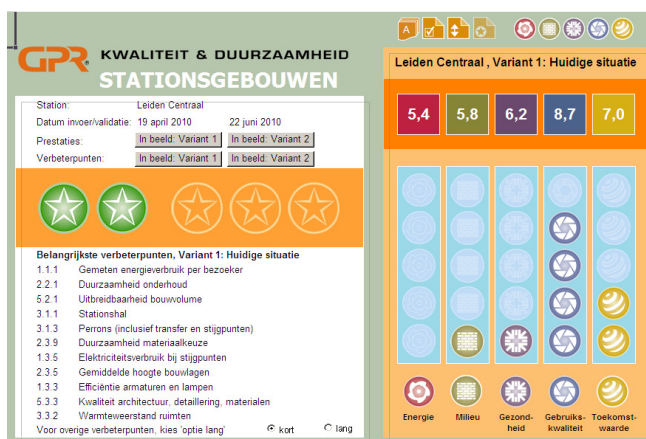 GPR® KWALITEIT & DUURZAAMHEID
STATIONSGEBOUWEN
Station: Leiden Centraal
Datum invoer/validatie: 19 april 2010 22 juni 2010
Prestaties: In beeld: Variant 1 In beeld: Variant 2
Verbeterpunten: In beeld: Variant 1 In beeld: Variant 2
Belangrijkste verbeterpunten, Variant 1: Huidige situatie
1.1.1 Gemeten energieverbruik per bezoeker
2.2.1 Duurzaamheid onderhoud
5.2.1 Uitbreidbaarheid bouwvolume
3.1.1 Stationshal
3.1.3 Perrons (inclusief transfer en stijgpunten)
2.3.9 Duurzaamheid materiaalkeuze
1.3.5 Elektriciteitsverbruik bij stijgpunten
2.3.5 Gemiddelde hoogte bouwlagen
1.3.3 Efficiëntie armaturen en lampen
5.3.3 Kwaliteit architectuur, detaillering, materialen
3.3.2 Warmteweerstand ruimten
Voor overige verbeterpunten, kies 'optie lang' kort lang
A
Leiden Centraal , Variant 1: Huidige situatie
5,4 5,8 6,2 8,7 7,0
Energie Milieu Gezond- Gebruiks- Toekomst-
heid kwaliteit waarde